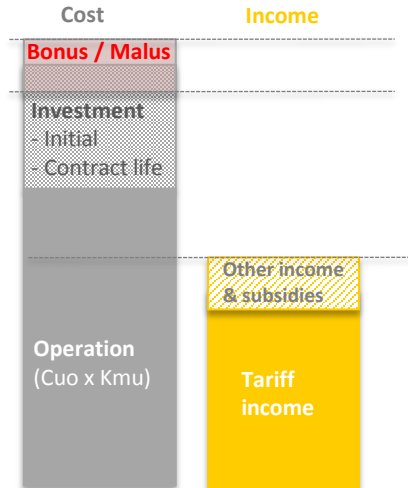 Cost
Income
Bonus / Malus
Investment
- Initial
- Contract life
Other income
& subsidies
Operation
(Cuo x Kmu)
Tariff
income